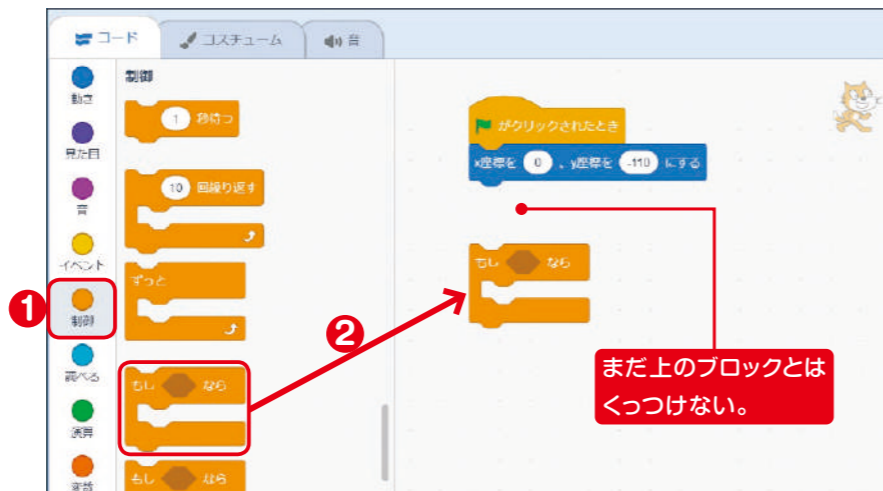 コード
コスチューム
音
動き
見た目
音
イベント
制御
調べる
演算
変数
制御
1 秒待つ
10 回繰り返す
ずっと
もし なら
もし なら
がクリックされたとき
x座標を 0 、y座標を -110 にする
もし なら
❶
❷
まだ上のブロックとは
くっつけない。